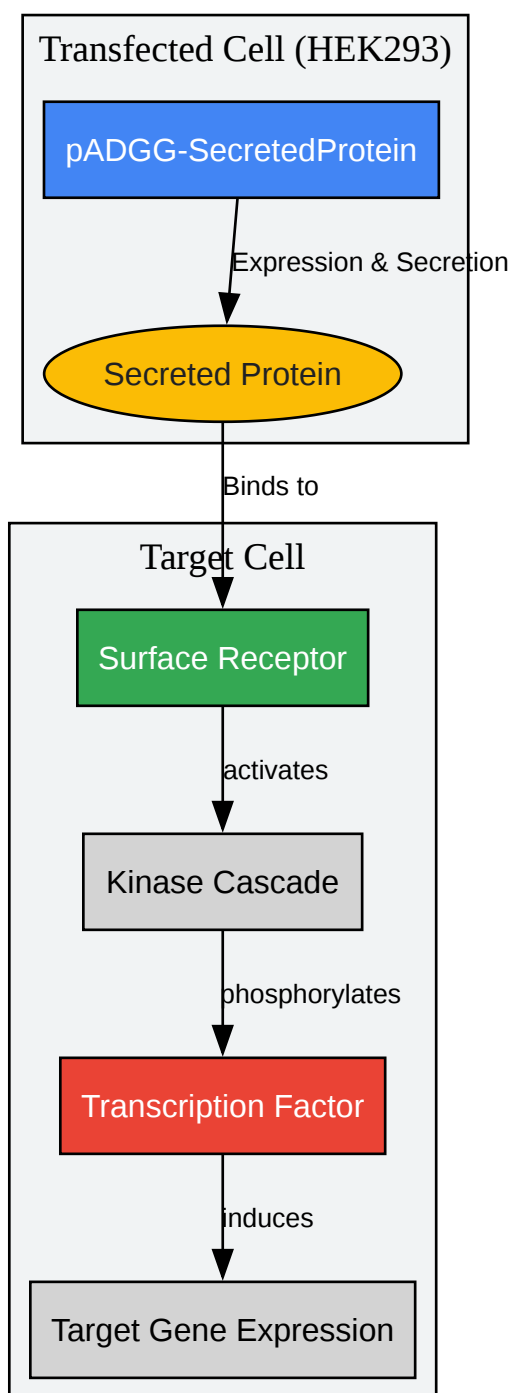 Transfected Cell (HEK293)
pADGG-SecretedProtein
Expression & Secretion
Secreted Protein
Binds to
Target Cell
Surface Receptor
activates
Kinase Cascade
phosphorylates
Transcription Factor
induces
Target Gene Expression